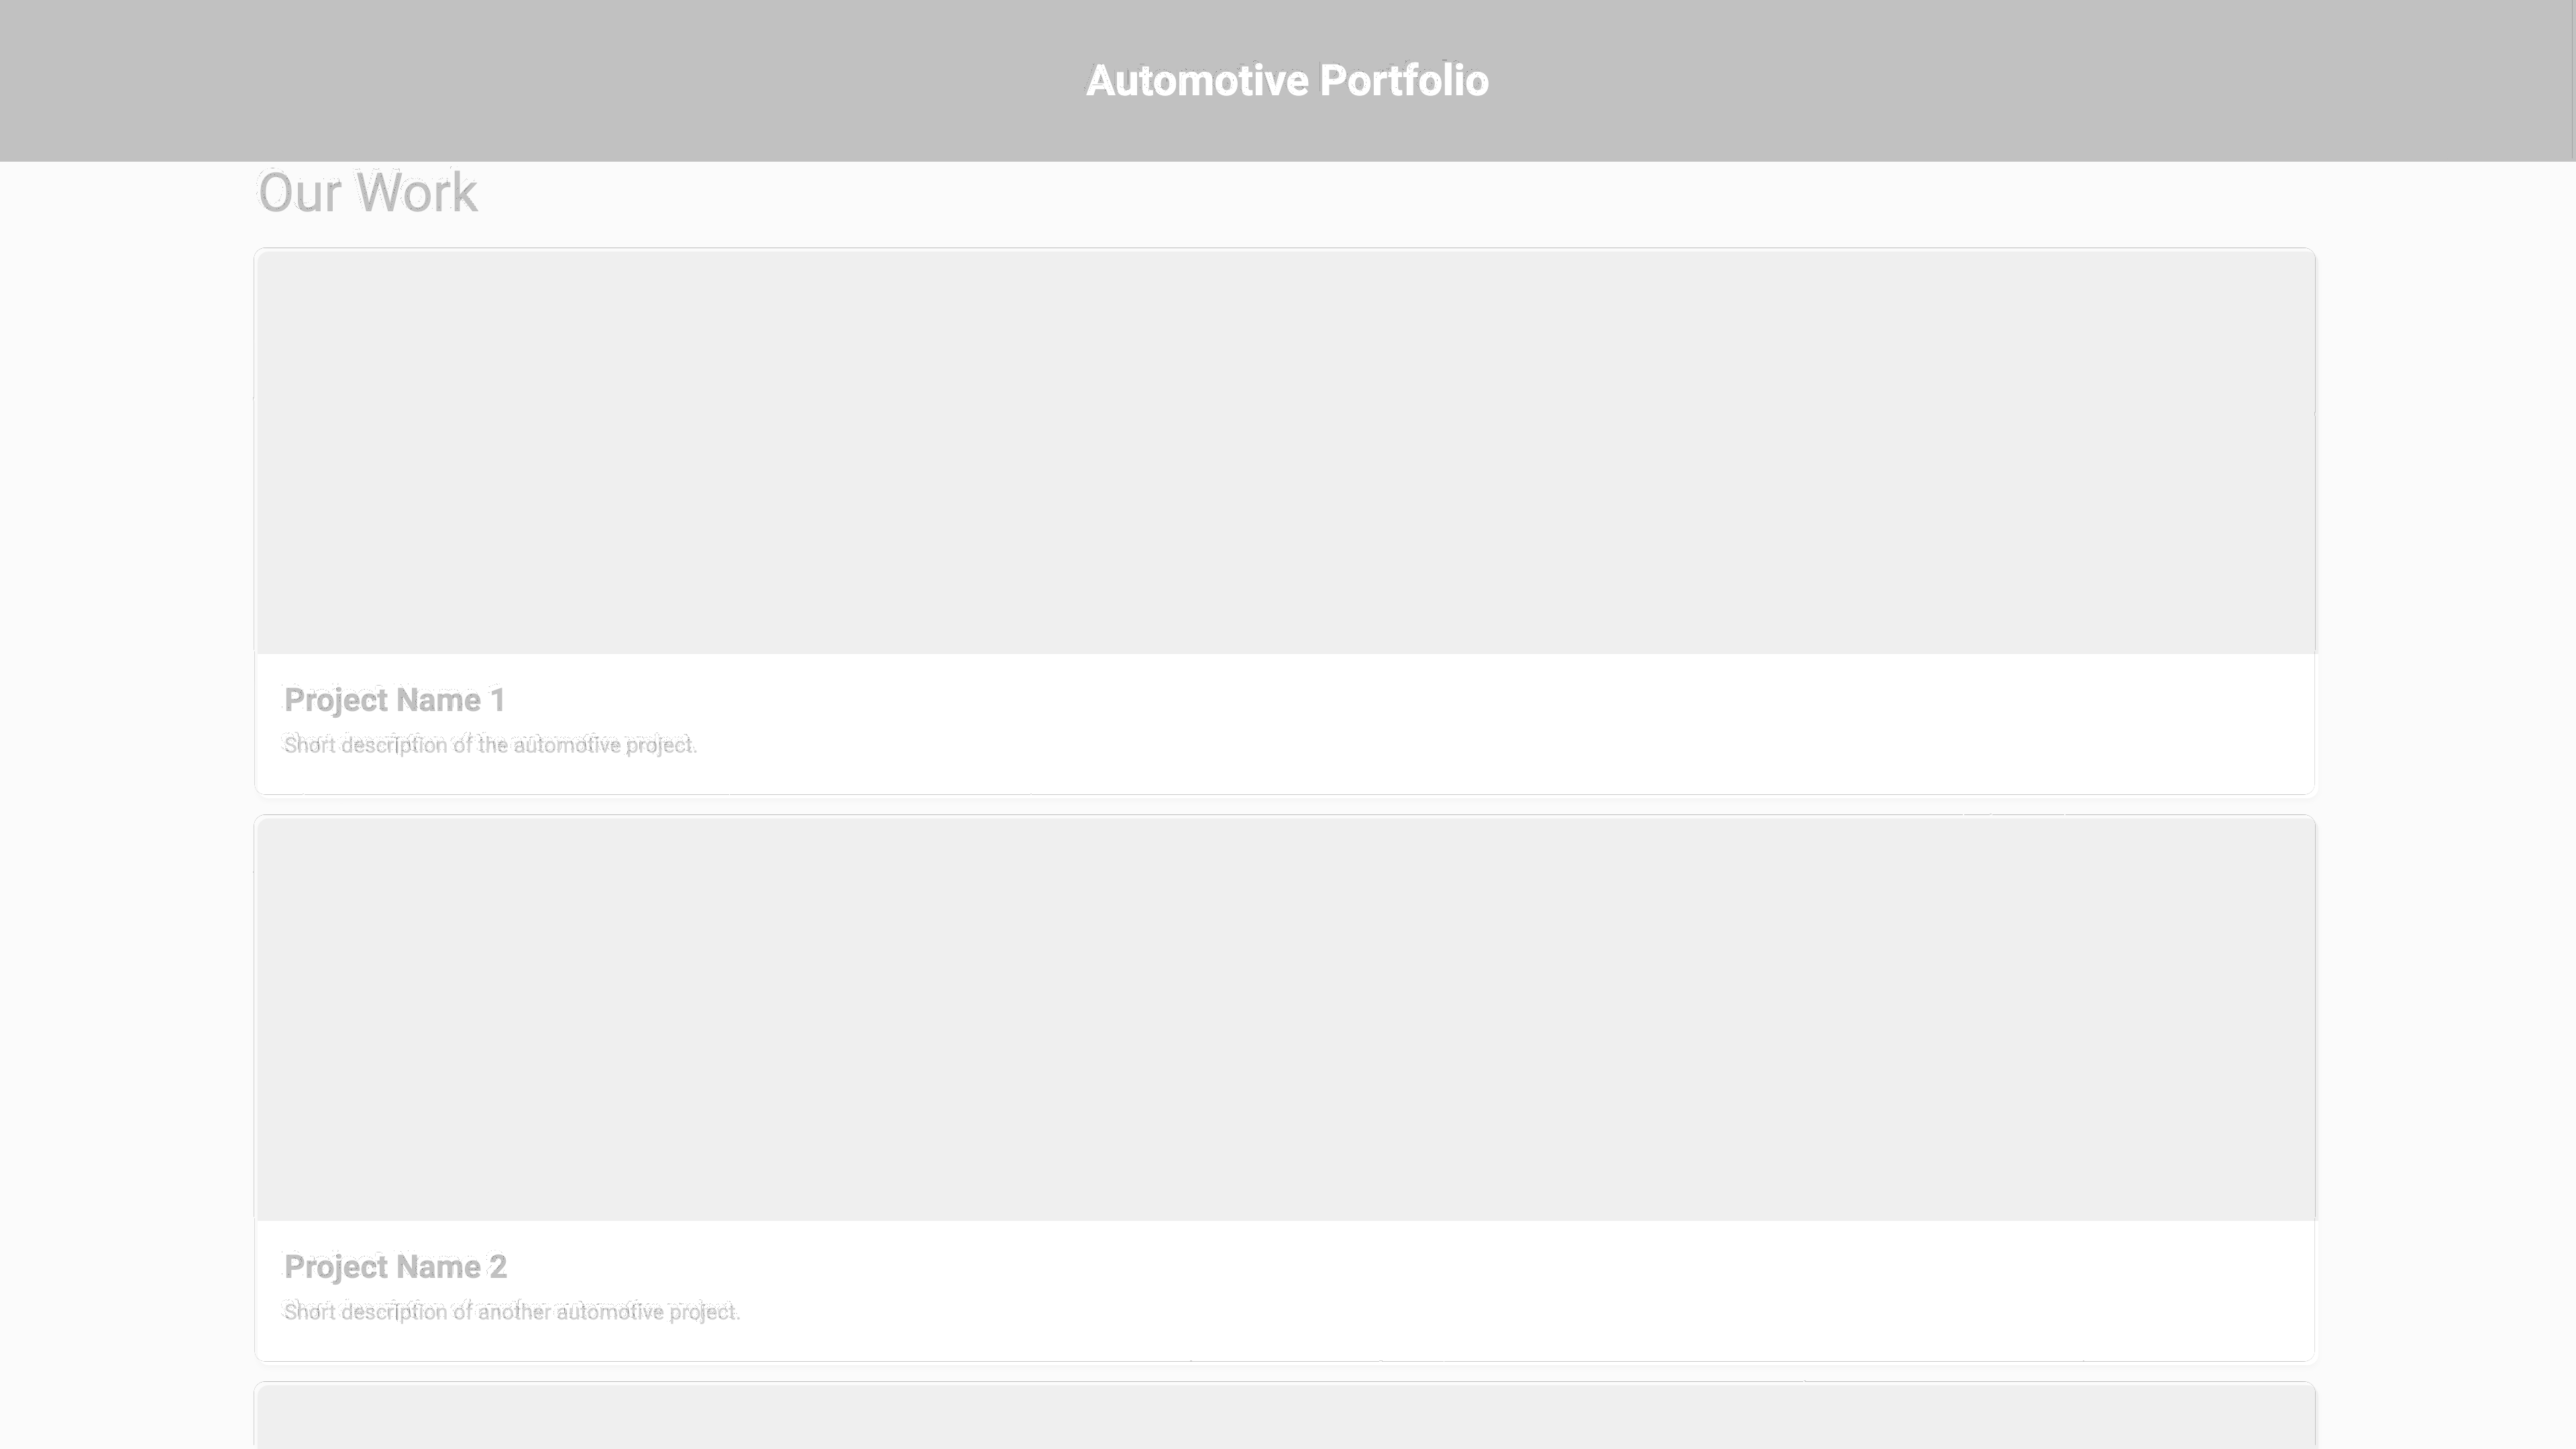 Automotive Portfolio
Our Work
Project Name 1
Short description of the automotive project.
Project Name 2
Short description of another automotive project.